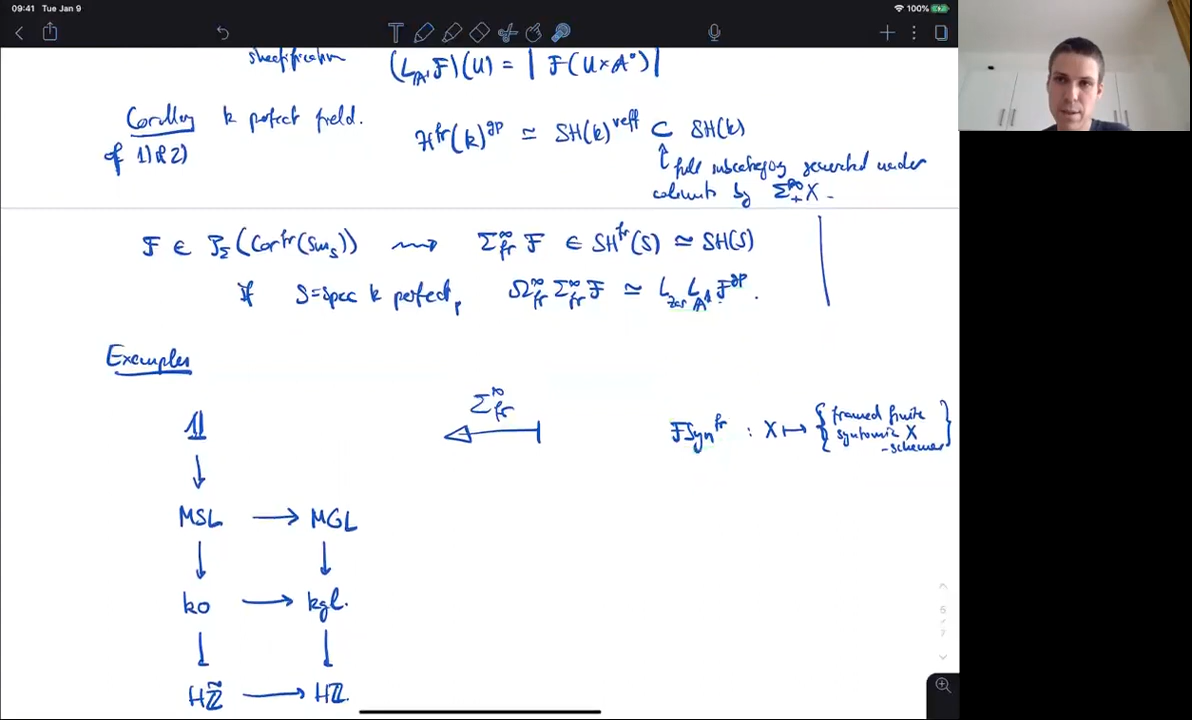 09:41 Tue Jan 9
100%
(L_{A¹} F)(U) = | F(U × A^•) |
Corollary k perfect field.
of 1) & 2)
H^{fr}(k)^{gp} ≃ SH(k)^{veff} ⊂ SH(k)
↑ full subcategory generated under
colimits by Σ^∞_+ X.
F ∈ P_Σ(Corr^{fr}(Sm_S)) ⇝ Σ^∞_{fr} F ∈ SH^{fr}(S) ≃ SH(S)
If S = Spec k perfect, Ω^∞_{fr} Σ^∞_{fr} F ≃ L_{zar} L_{A¹} F^{gp}.
Examples
Σ^∞_{fr}
𝟙
FSyn^{fr} : X ↦ { framed finite
syntomic X
-schemes }
↓
MSL → MGL
↓ ↓
ko → kgl.
↓ ↓
HZ̃ → HZ.
5
/
7